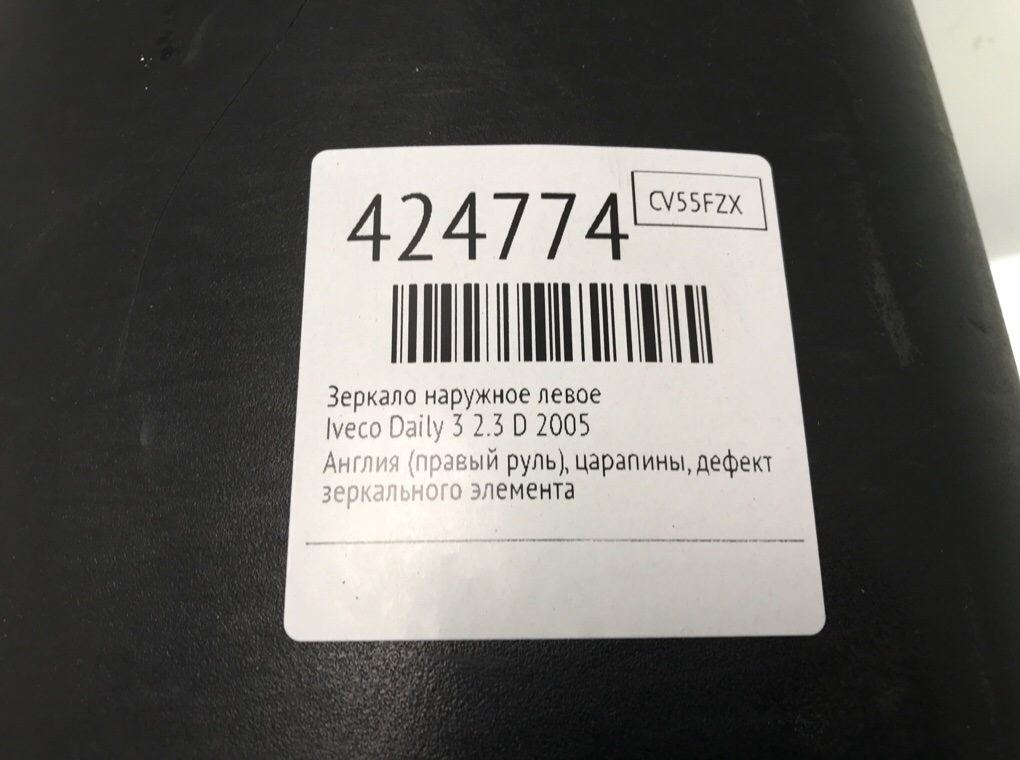 424774
CV55FZX
Зеркало наружное левое
Iveco Daily 3 2.3 D 2005
Англия (правый руль), царапины, дефект
зеркального элемента